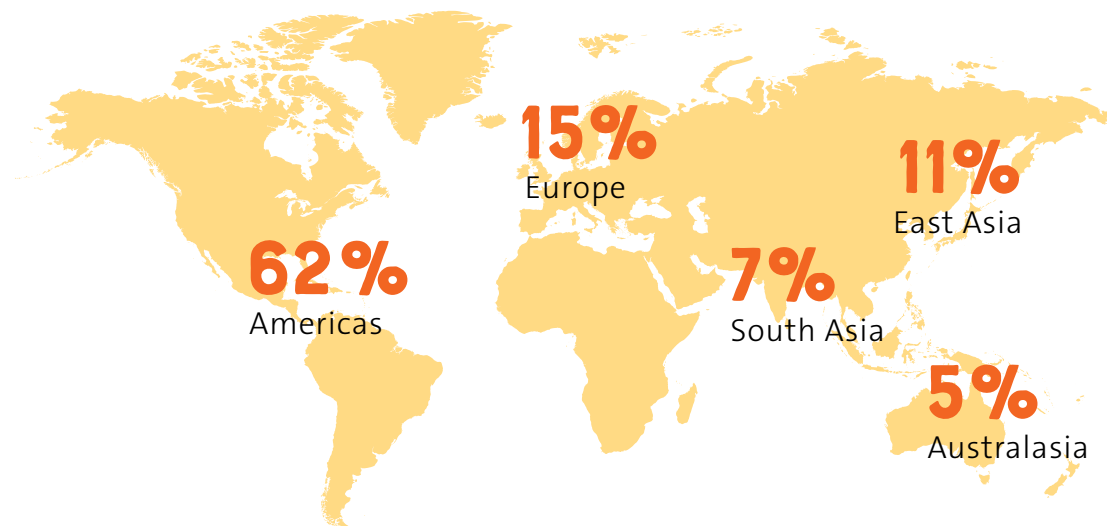 15%
Europe
11%
East Asia
62%
Americas
7%
South Asia
5%
Australasia